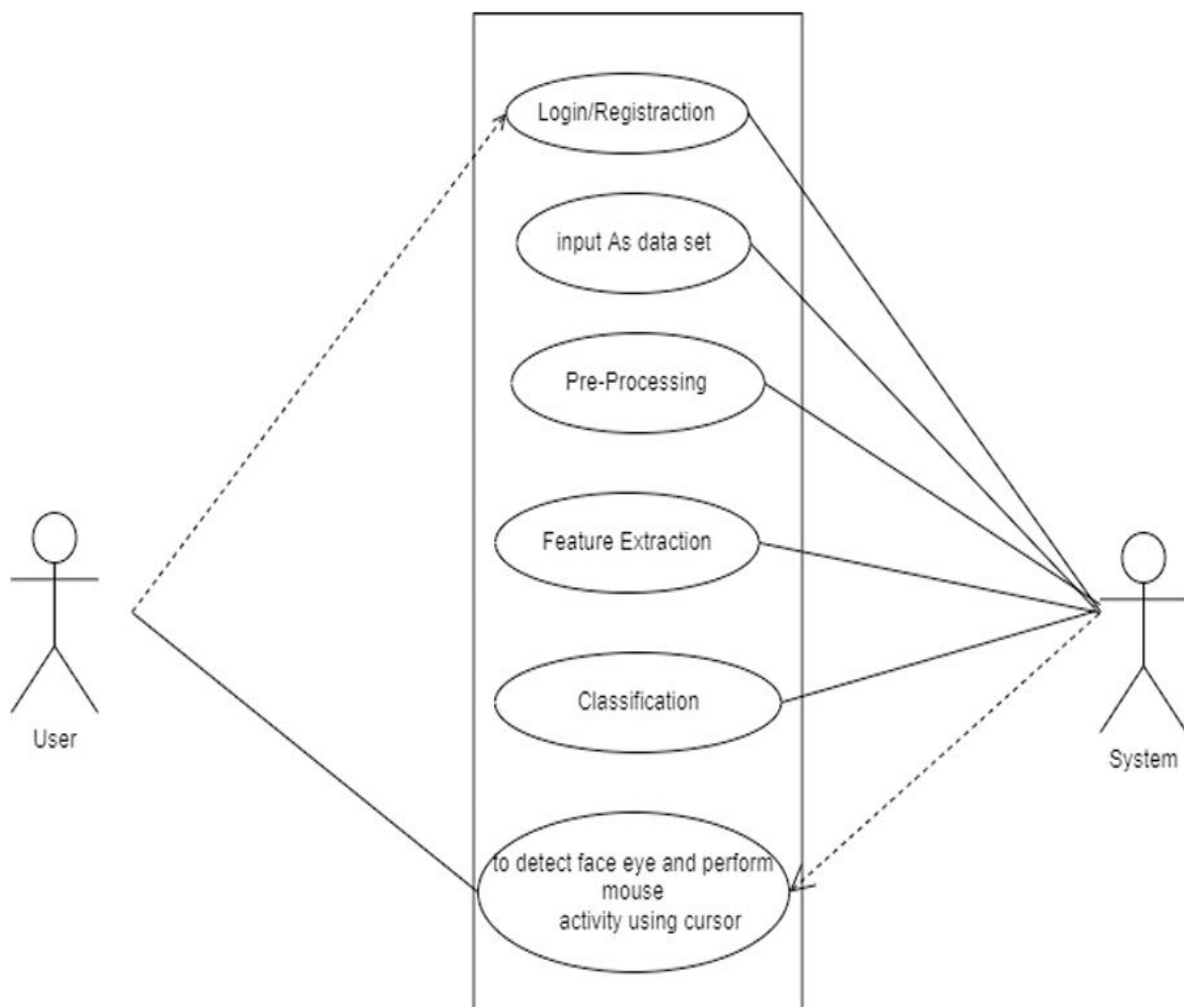 Login/Registraction
input As data set
Pre-Processing
Feature Extraction
Classification
to detect face eye and perform
mouse
activity using cursor
User
System